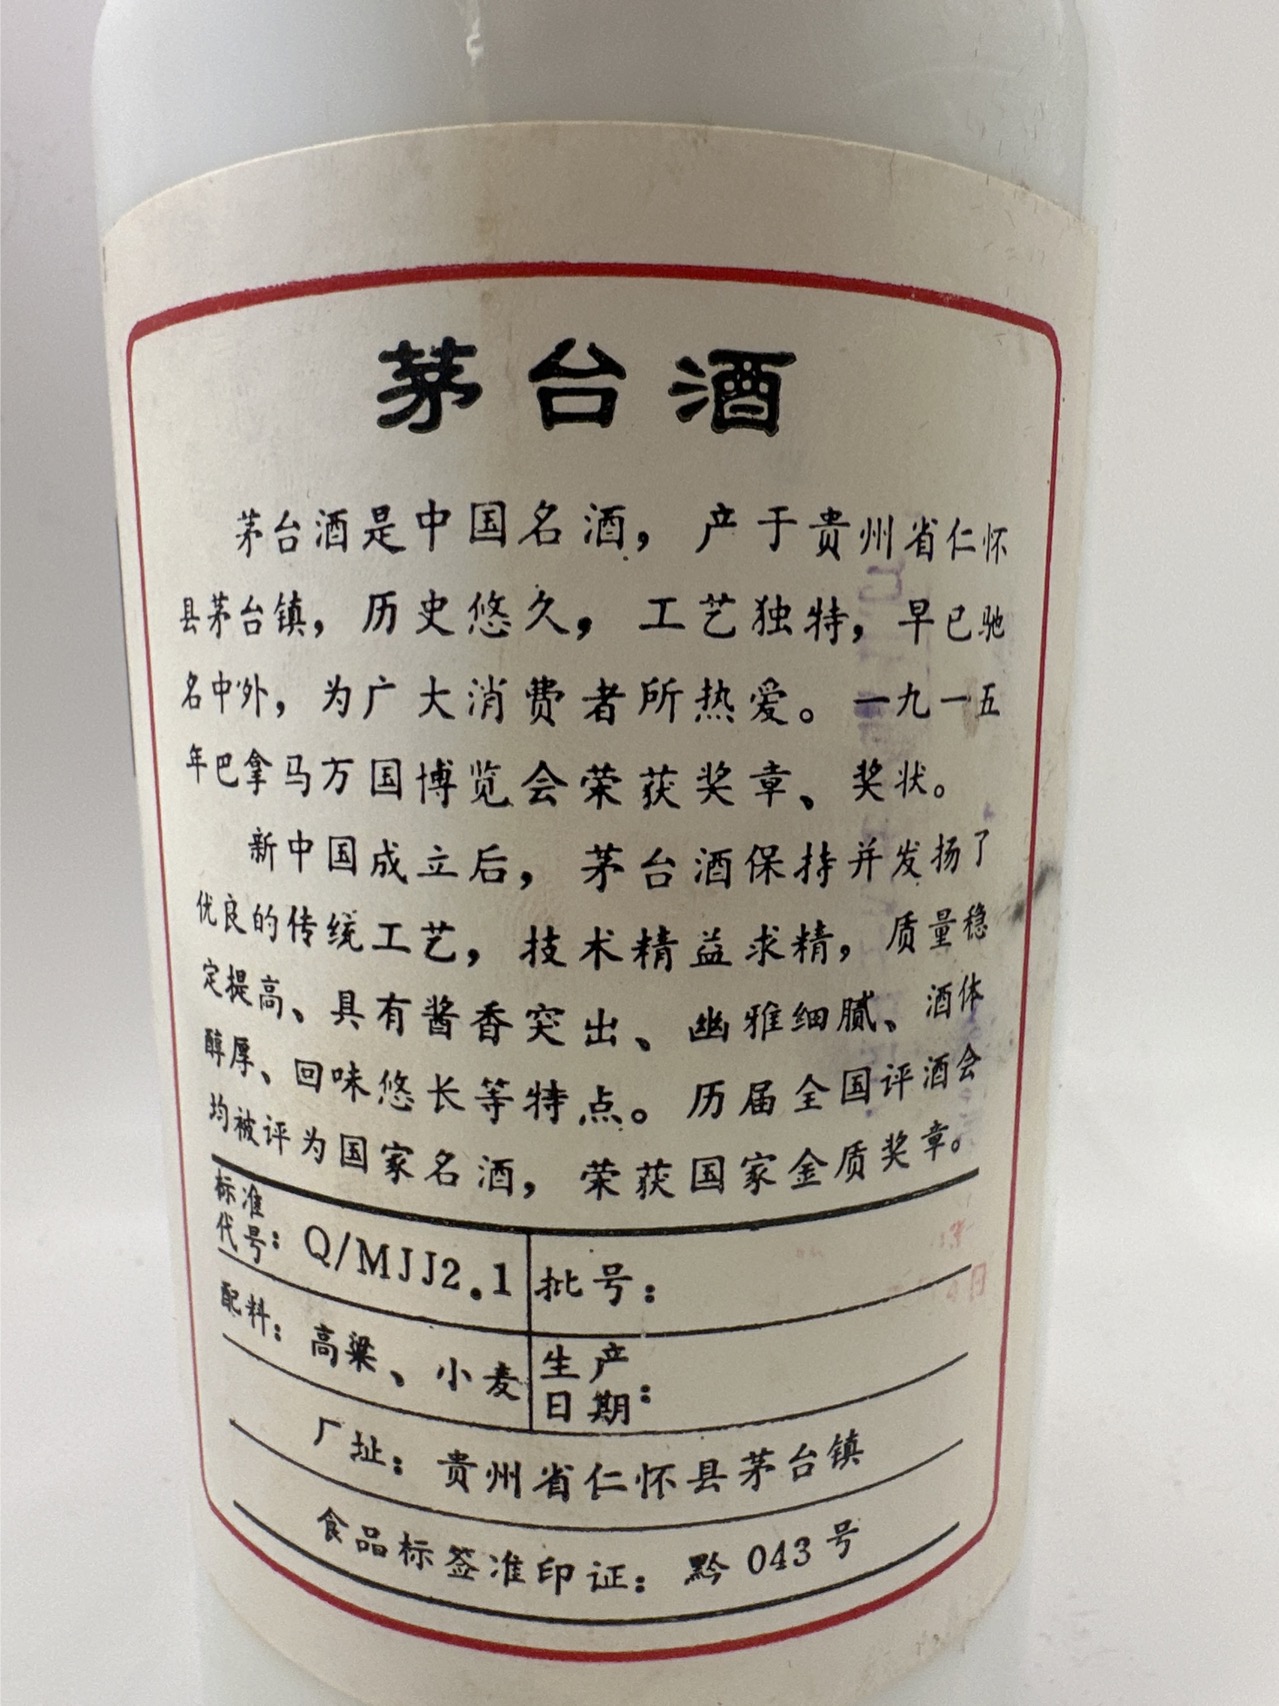 茅台酒
茅台酒是中国名酒，产于贵州省仁怀
县茅台镇，历史悠久，工艺独特，早已驰
名中外，为广大消费者所热爱。一九一五
年巴拿马万国博览会荣获奖章、奖状。
新中国成立后，茅台酒保持并发扬了
优良的传统工艺，技术精益求精，质量稳
定提高、具有酱香突出、幽雅细腻、酒体
醇厚、回味悠长等特点。历届全国评酒会
均被评为国家名酒，荣获国家金质奖章。
标准代号：Q/MJJ2.1 批号：
配料：高粱、小麦 生产日期：
厂址：贵州省仁怀县茅台镇
食品标签准印证：黔043号